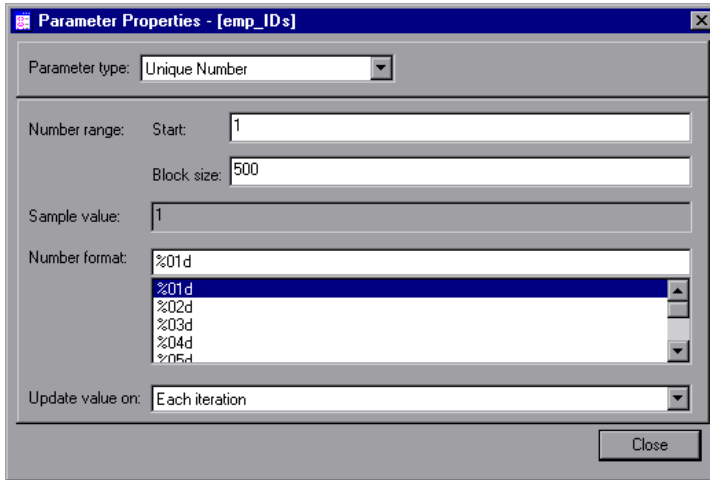 Parameter Properties - [emp_IDs]
Parameter type: Unique Number
Number range: Start: 1
Block size: 500
Sample value: 1
Number format: %01d
%01d
%02d
%03d
%04d
%05d
Update value on: Each iteration
Close